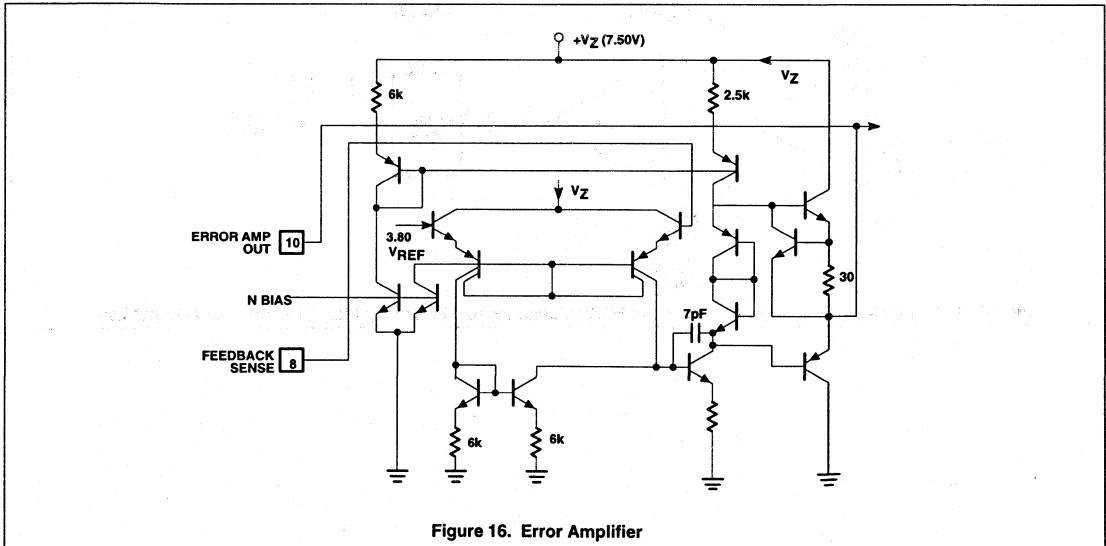 +VZ (7.50V)
VZ
6k
2.5k
VZ
3.80
VREF
ERROR AMP
OUT
10
30
N BIAS
7pF
FEEDBACK
SENSE
8
6k
6k
Figure 16. Error Amplifier